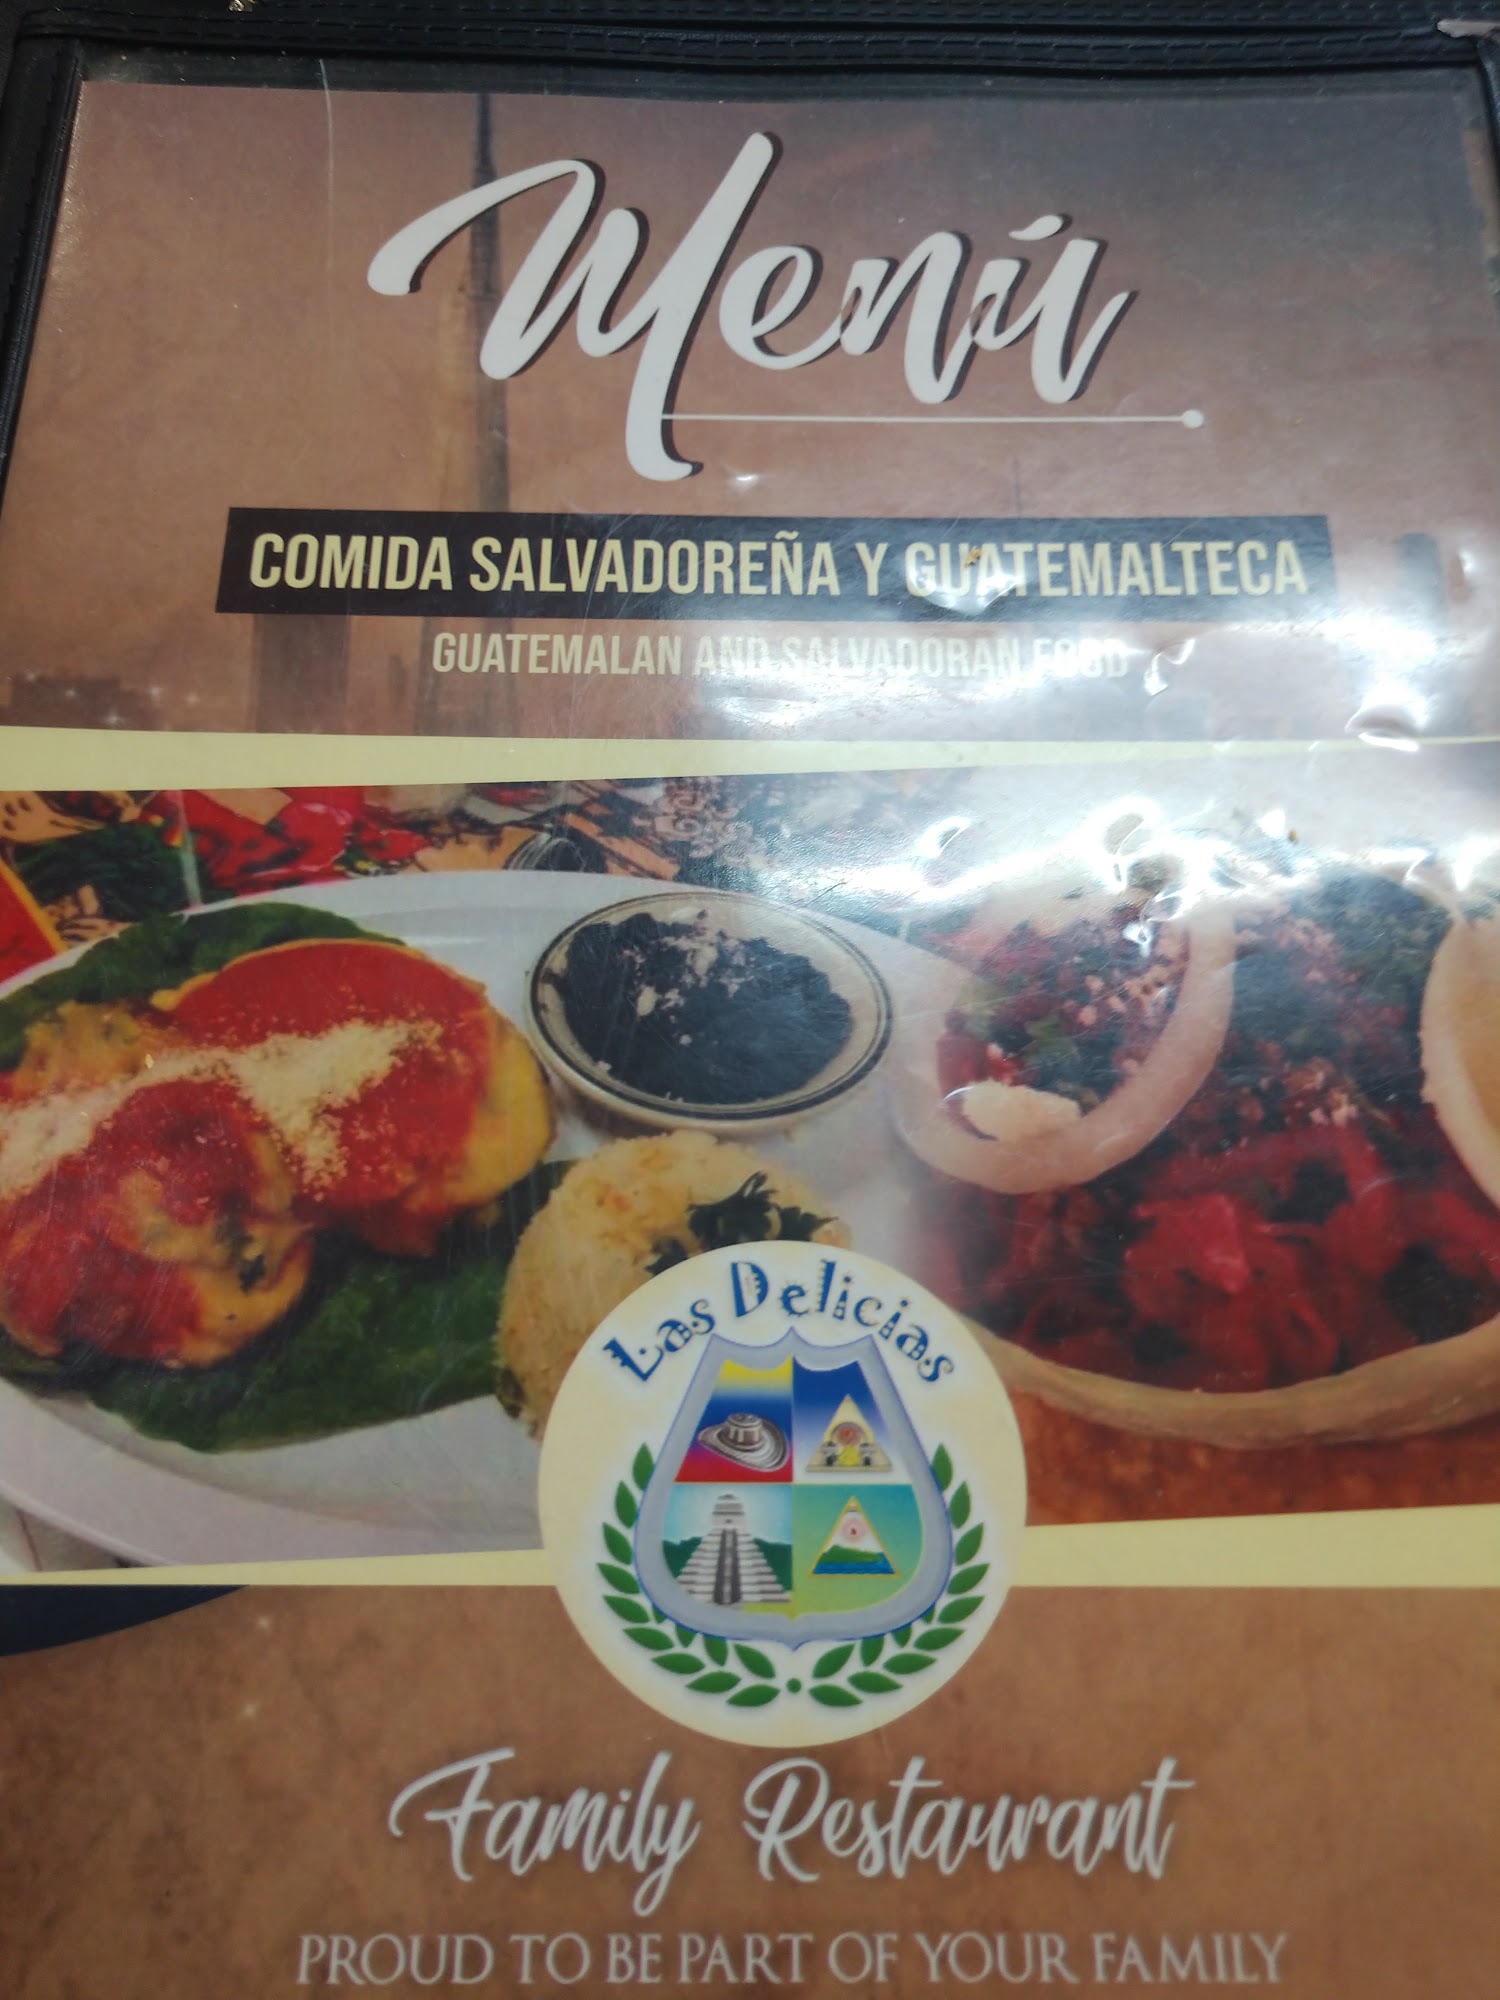 Menú
COMIDA SALVADOREÑA Y GUATEMALTECA
GUATEMALAN AND SALVADORAN FOOD
Las Delicias
Family Restaurant
PROUD TO BE PART OF YOUR FAMILY